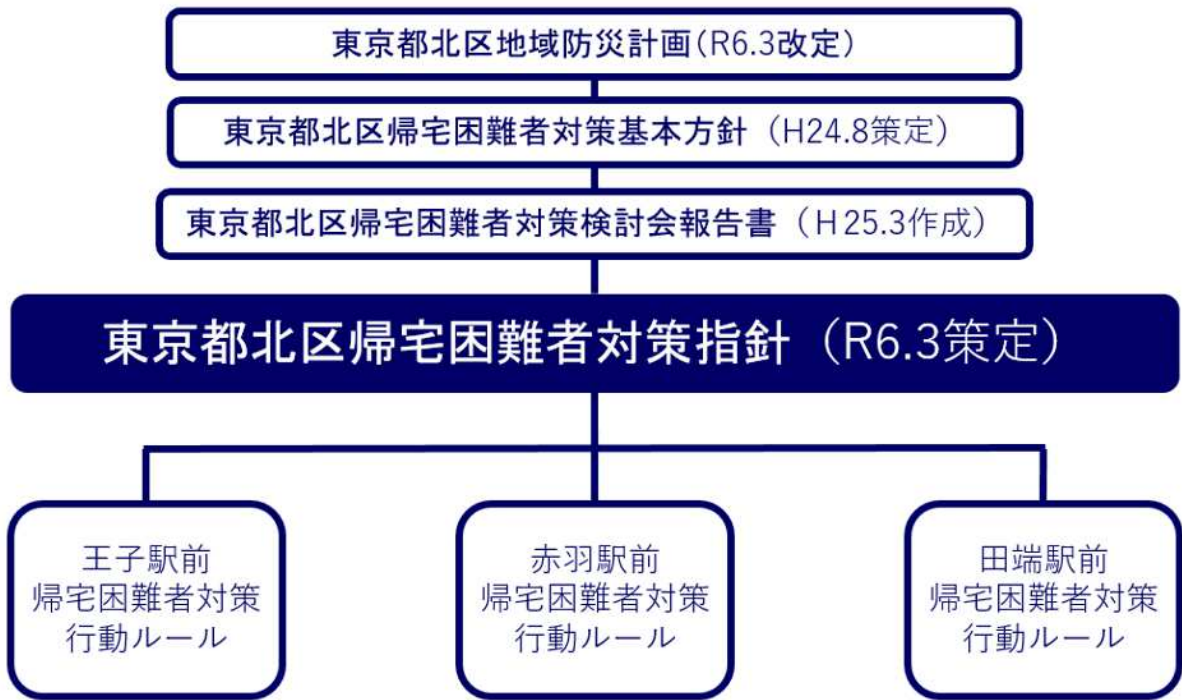 東京都北区地域防災計画(R6.3改定)
東京都北区帰宅困難者対策基本方針（H24.8策定）
東京都北区帰宅困難者対策検討会報告書（H25.3作成）
東京都北区帰宅困難者対策指針（R6.3策定）
王子駅前
帰宅困難者対策
行動ルール
赤羽駅前
帰宅困難者対策
行動ルール
田端駅前
帰宅困難者対策
行動ルール